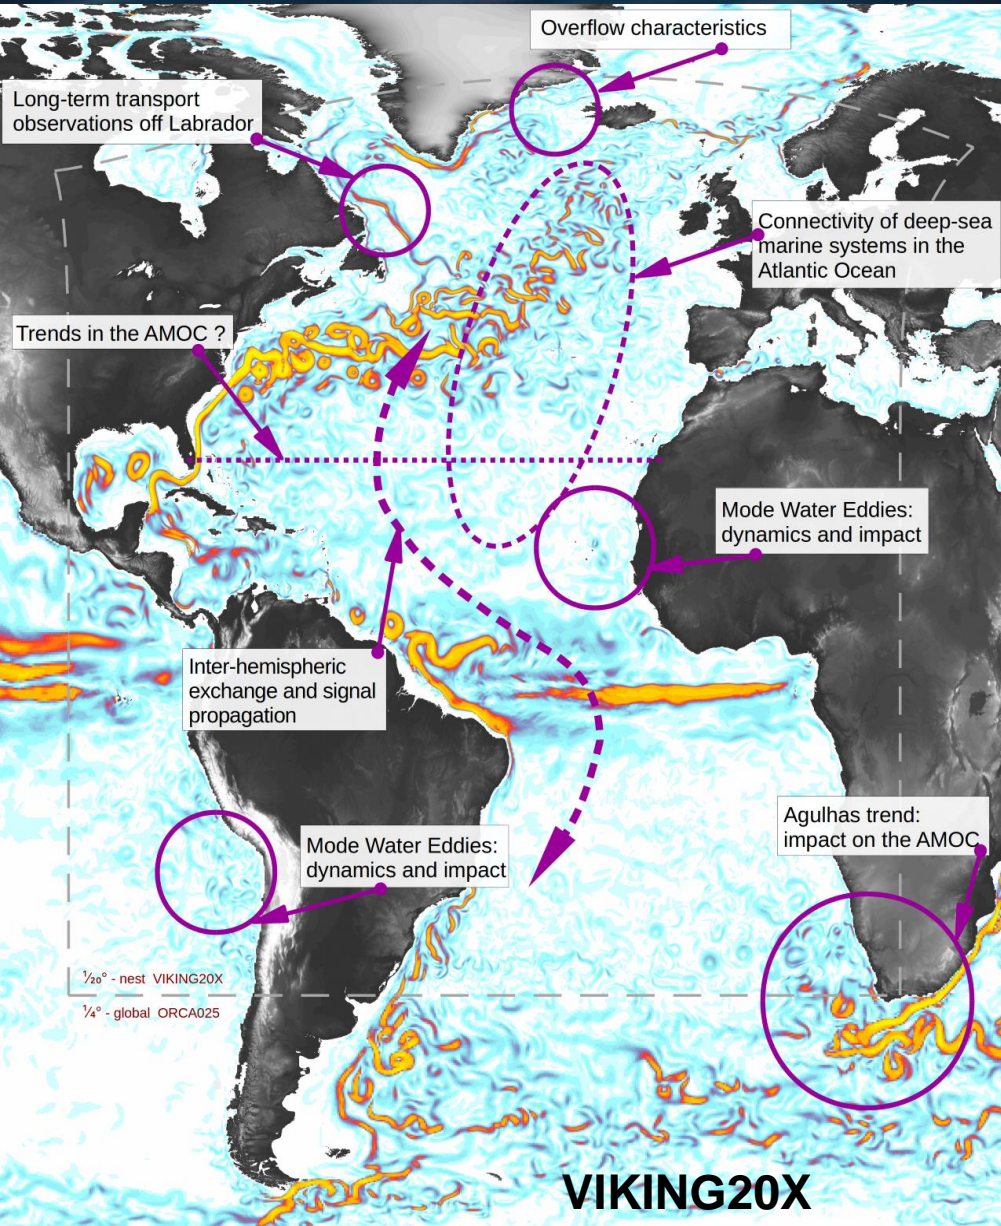 Overflow characteristics
Long-term transport
observations off Labrador
Connectivity of deep-sea
marine systems in the
Atlantic Ocean
Trends in the AMOC ?
Mode Water Eddies:
dynamics and impact
Inter-hemispheric
exchange and signal
propagation
Agulhas trend:
impact on the AMOC
Mode Water Eddies:
dynamics and impact
¹⁄₂₀° - nest VIKING20X
¹⁄₄° - global ORCA025
VIKING20X